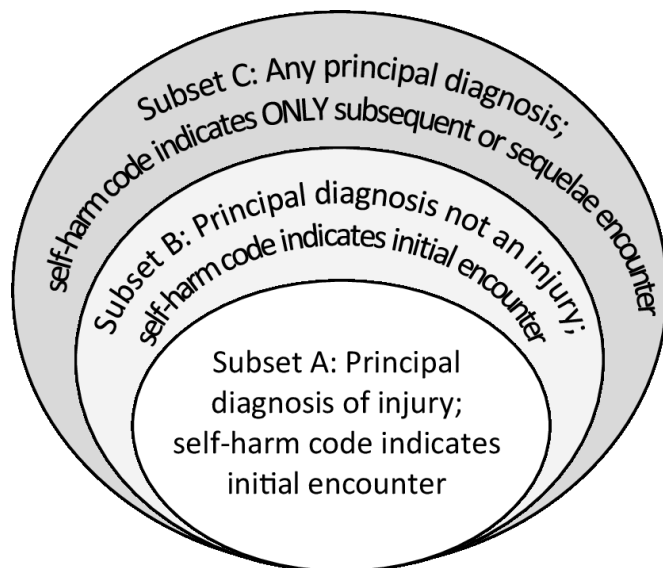 Subset C: Any principal diagnosis;
self-harm code indicates ONLY subsequent or sequelae encounter
Subset B: Principal diagnosis not an injury;
self-harm code indicates initial encounter
Subset A: Principal
diagnosis of injury;
self-harm code indicates
initial encounter